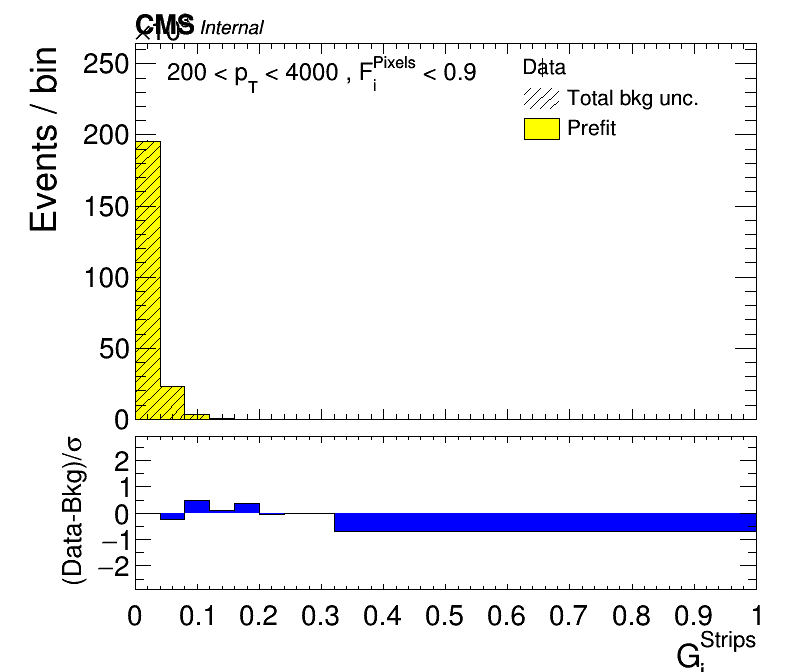 CMS Internal
×10³
Events / bin
250
200
150
100
50
0
200 < p_T < 4000 , F_i^Pixels < 0.9
Data
Total bkg unc.
Prefit
(Data-Bkg)/σ
2
1
0
−1
−2
0 0.1 0.2 0.3 0.4 0.5 0.6 0.7 0.8 0.9 1
G_i^Strips